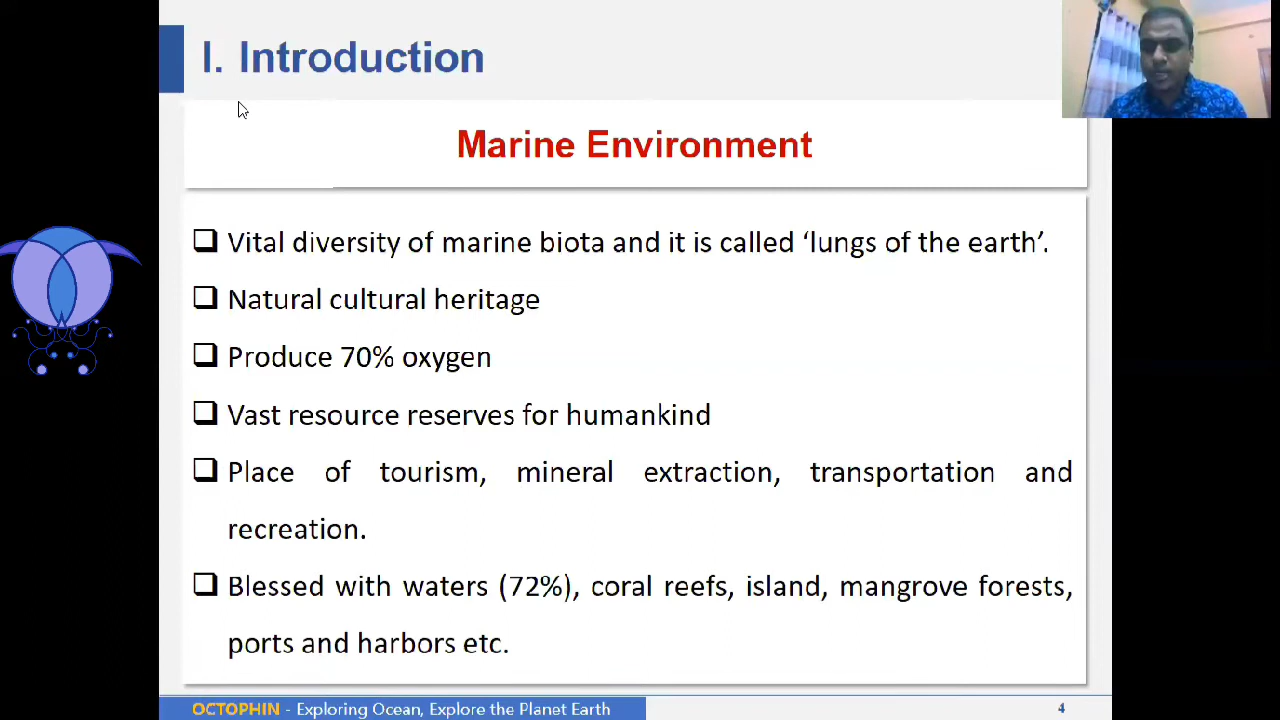 I. Introduction
Marine Environment
❑ Vital diversity of marine biota and it is called ‘lungs of the earth’.
❑ Natural cultural heritage
❑ Produce 70% oxygen
❑ Vast resource reserves for humankind
❑ Place of tourism, mineral extraction, transportation and
recreation.
❑ Blessed with waters (72%), coral reefs, island, mangrove forests,
ports and harbors etc.
OCTOPHIN - Exploring Ocean, Explore the Planet Earth
4